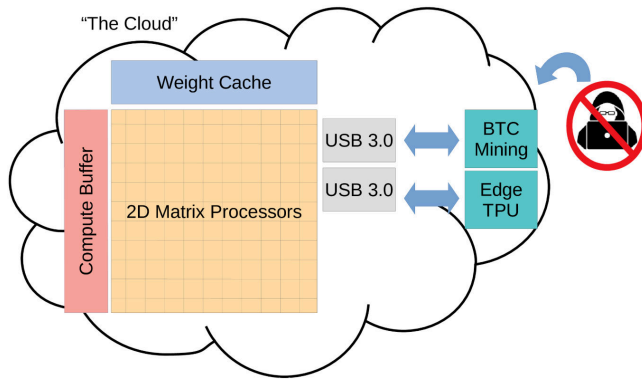 “The Cloud”
Weight Cache
Compute Buffer
2D Matrix Processors
USB 3.0
USB 3.0
BTC
Mining
Edge
TPU